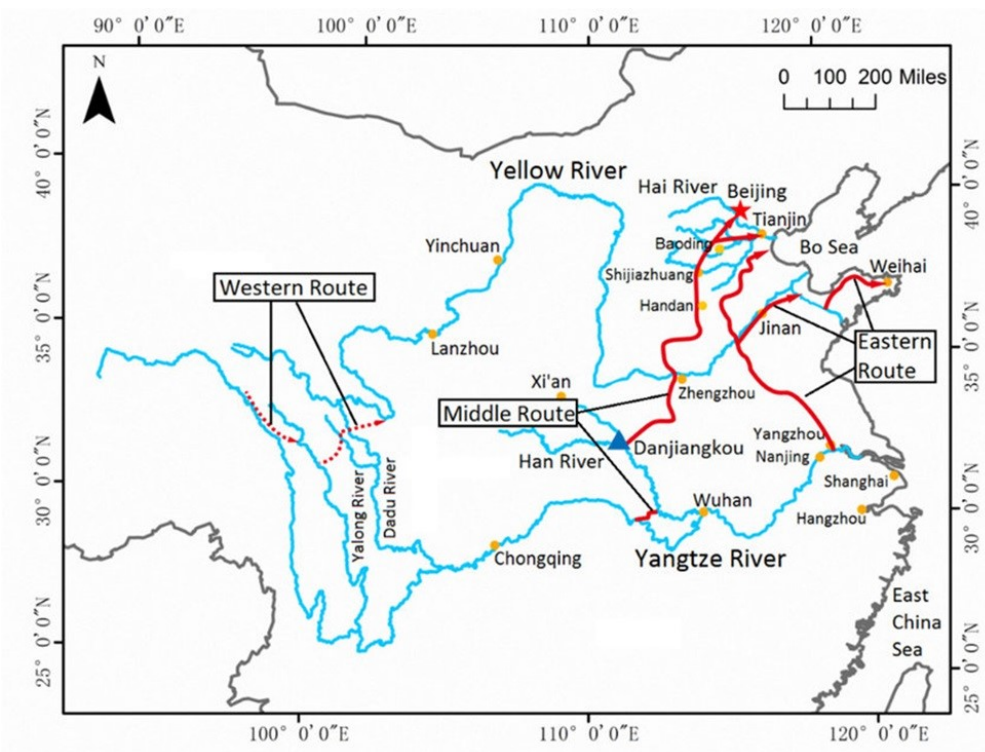 90° 0′ 0″E
100° 0′ 0″E
110° 0′ 0″E
120° 0′ 0″E
N
0 100 200 Miles
40° 0′ 0″N
40° 0′ 0″N
Yellow River
Hai River
Beijing
Tianjin
Yinchuan
Baoding
Bo Sea
Weihai
Shijiazhuang
Western Route
Handan
35° 0′ 0″N
Jinan
Lanzhou
Eastern
Route
35° 0′ 0″N
Xi'an
Zhengzhou
Middle Route
Yangzhou
Danjiangkou
Nanjing
Han River
30° 0′ 0″N
Yalong River
Dadu River
Shanghai
Wuhan
Hangzhou
30° 0′ 0″N
Chongqing
Yangtze River
East
China
Sea
25° 0′ 0″N
25° 0′ 0″N
100° 0′ 0″E
110° 0′ 0″E
120° 0′ 0″E